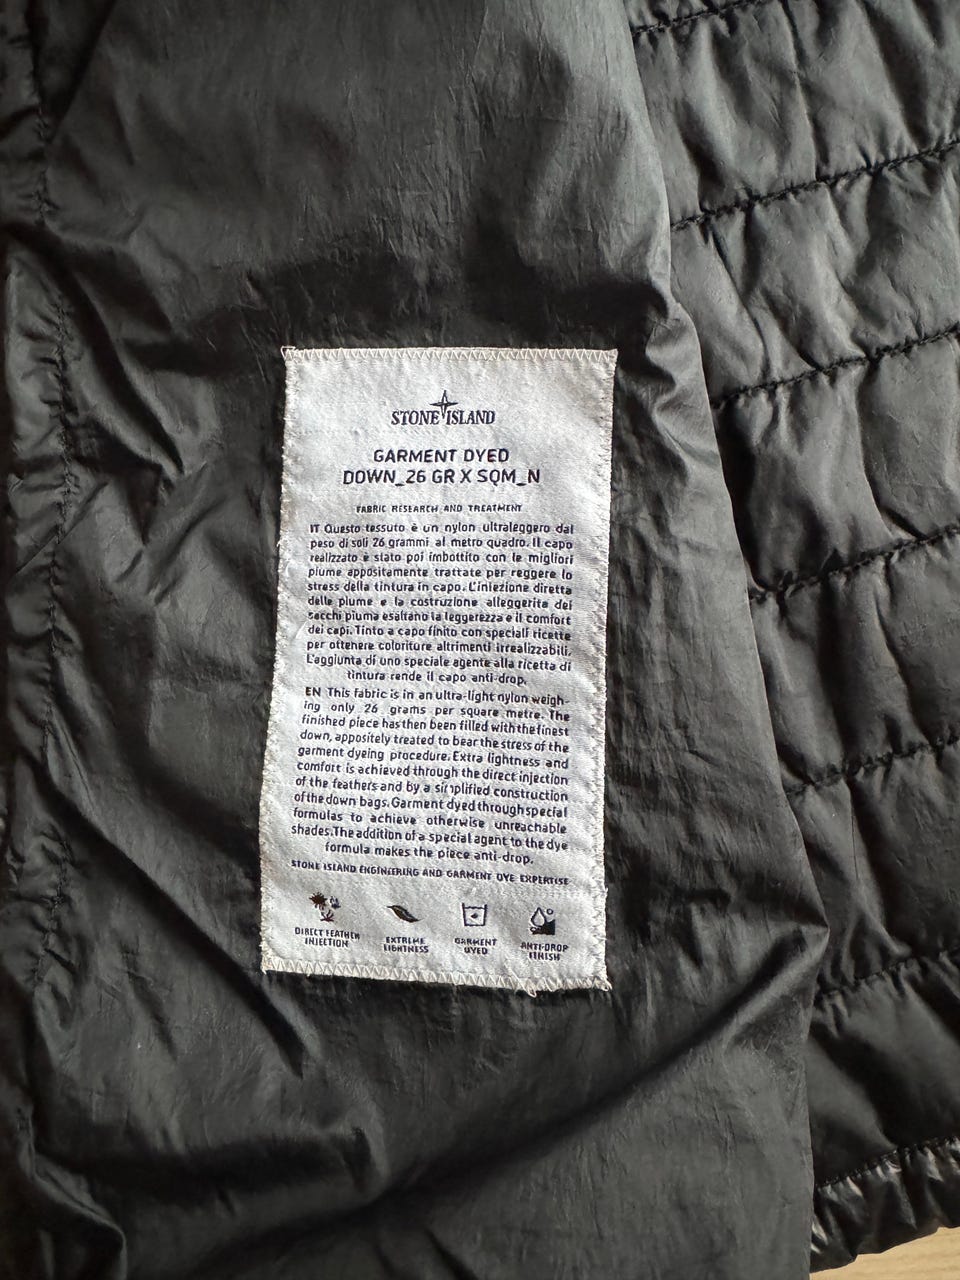 STONE ISLAND
GARMENT DYED
DOWN_26 GR X SQM_N
FABRIC RESEARCH AND TREATMENT
IT Questo tessuto è un nylon ultraleggero dal
peso di soli 26 grammi al metro quadro. Il capo
realizzato è stato poi imbottito con le migliori
piume appositamente trattate per reggere lo
stress della tintura in capo. L'iniezione diretta
delle piume e la costruzione alleggerita dei
sacchi piuma esaltano la leggerezza e il comfort
dei capi. Tinto a capo finito con speciali ricette
per ottenere coloriture altrimenti irrealizzabili.
L'aggiunta di uno speciale agente alla ricetta di
tintura rende il capo anti-drop.
EN This fabric is in an ultra-light nylon weigh-
ing only 26 grams per square metre. The
finished piece has then been filled with the finest
down, appositely treated to bear the stress of the
garment dyeing procedure. Extra lightness and
comfort is achieved through the direct injection
of the feathers and by a simplified construction
of the down bags. Garment dyed through special
formulas to achieve otherwise unreachable
shades. The addition of a special agent to the dye
formula makes the piece anti-drop.
STONE ISLAND ENGINEERING AND GARMENT DYE EXPERTISE
DIRECT FEATHER
INJECTION
EXTREME
LIGHTNESS
GARMENT
DYED
ANTI-DROP
FINISH